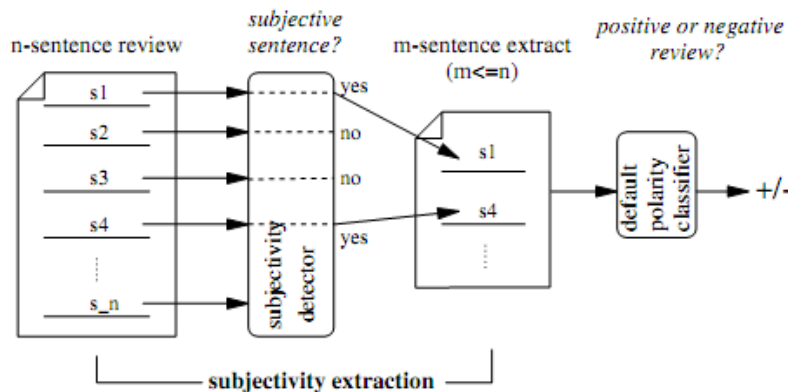 n-sentence review
s1
s2
s3
s4
s_n
subjective
sentence?
subjectivity
detector
yes
no
no
yes
m-sentence extract
(m<=n)
s1
s4
positive or negative
review?
default
polarity
classifier
+/-
subjectivity extraction